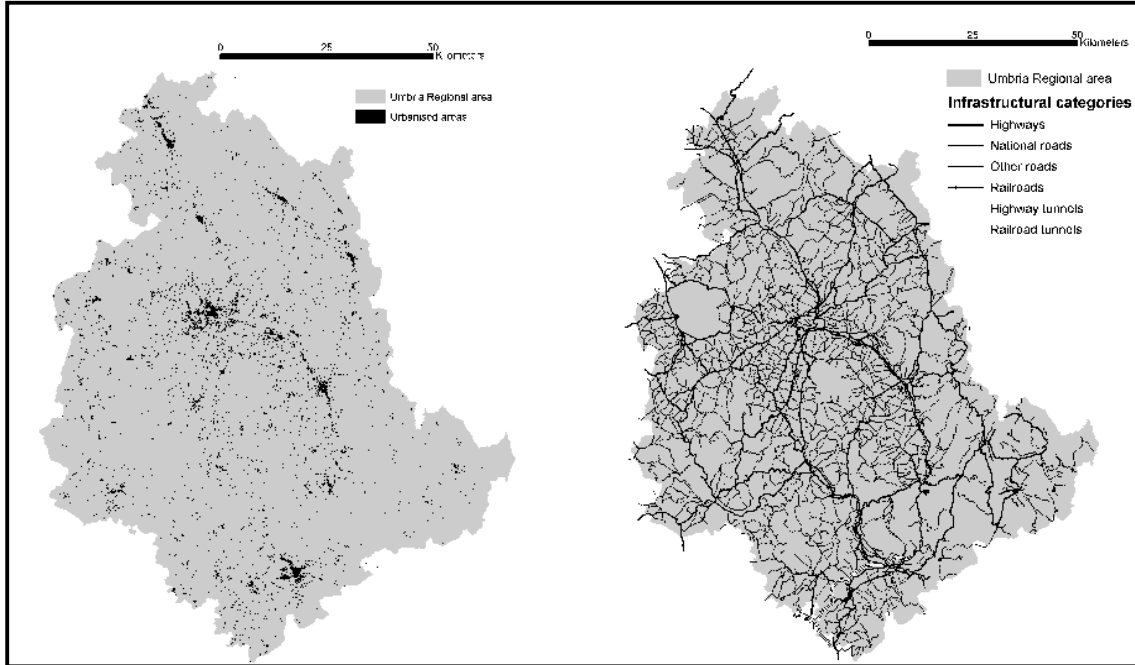 0 25 50
Kilometers
Umbria Regional area
Urbanised areas
0 25 50
Kilometers
Umbria Regional area
Infrastructural categories
Highways
National roads
Other roads
Railroads
Highway tunnels
Railroad tunnels